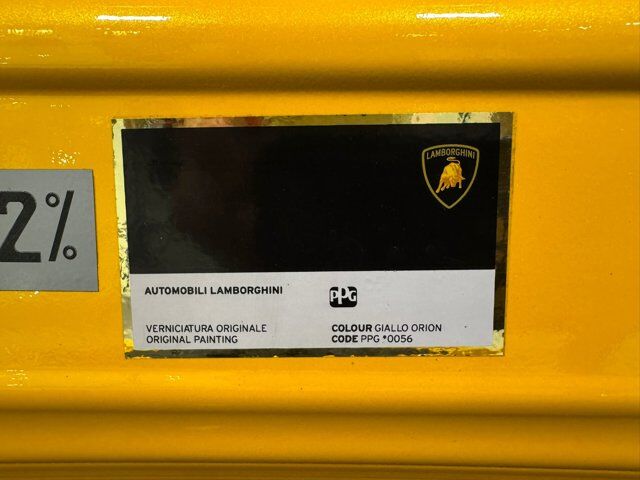 LAMBORGHINI
2%
AUTOMOBILI LAMBORGHINI
PPG
VERNICIATURA ORIGINALE
ORIGINAL PAINTING
COLOUR GIALLO ORION
CODE PPG *0056